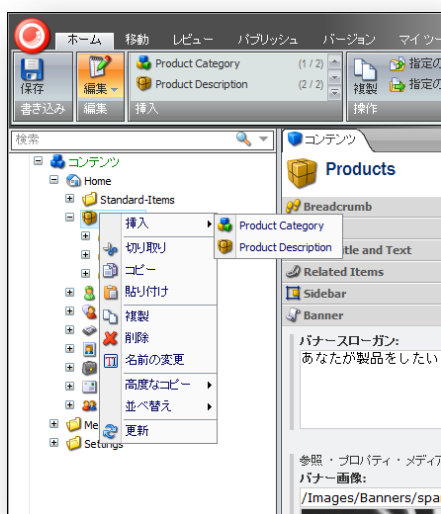 ホーム 移動 レビュー パブリッシュ バージョン マイ ツー
Product Category (1 / 2)
Product Description (2 / 2)
指定の
指定の
保存 編集 複製
書き込み 編集 挿入 操作
検索
コンテンツ
Home
Standard-Items
挿入
切り取り
コピー
貼り付け
複製
削除
名前の変更
高度なコピー
並べ替え
更新
Product Category
Product Description
Me
Settings
コンテンツ
Products
Breadcrumb
tle and Text
Related Items
Sidebar
Banner
バナースローガン:
あなたが製品をしたい
参照 ・ プロパティ ・ メディア
バナー画像:
/Images/Banners/spa